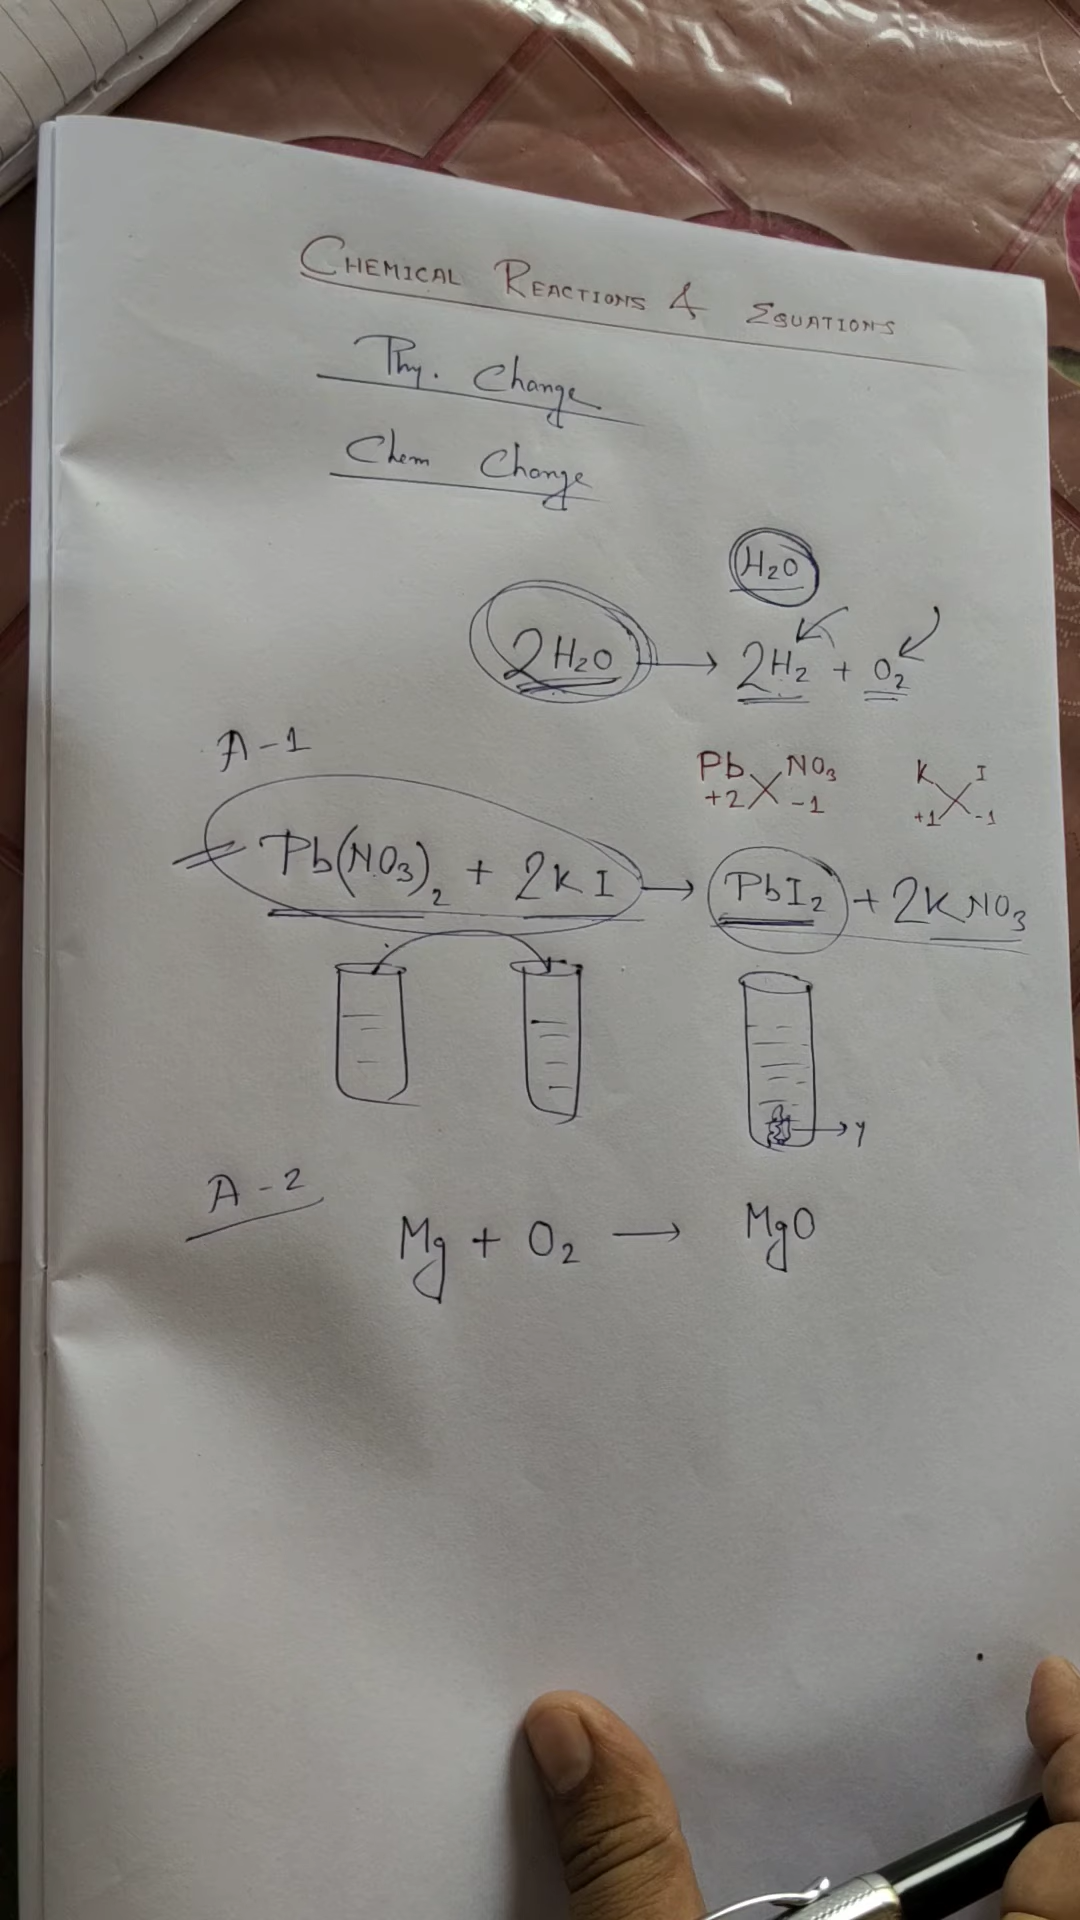 CHEMICAL REACTIONS & EQUATIONS
Phy. Change
Chem Change
H₂O
2H₂O → 2H₂ + O₂
A-1
Pb NO₃ K I
+2 -1 +1 -1
Pb(NO₃)₂ + 2KI → PbI₂ + 2KNO₃
→ y
A-2
Mg + O₂ → MgO